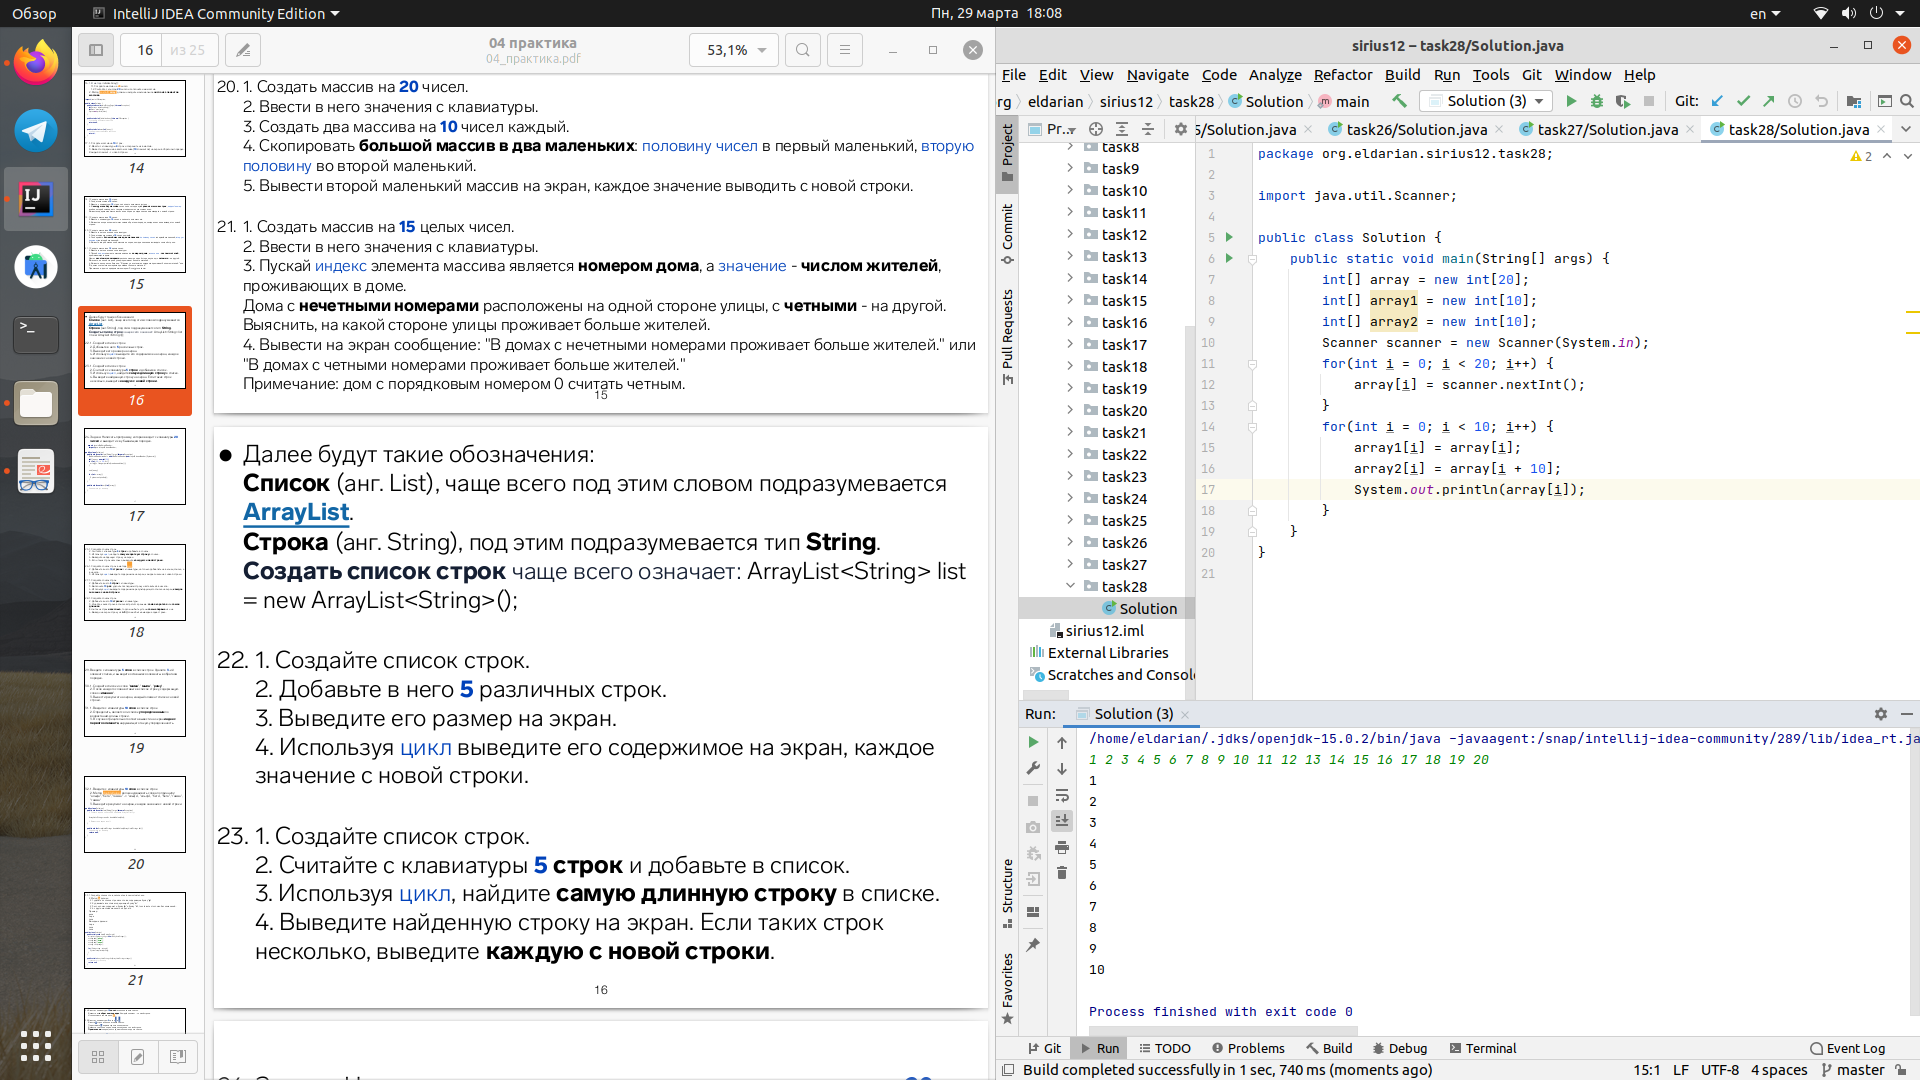 Обзор
IntelliJ IDEA Community Edition
Пн, 29 марта 18:08
en
16 из 25
04 практика
04_практика.pdf
53,1%
14
15
16
17
18
19
20
21
20. 1. Создать массив на 20 чисел.
2. Ввести в него значения с клавиатуры.
3. Создать два массива на 10 чисел каждый.
4. Скопировать большой массив в два маленьких: половину чисел в первый маленький, вторую
половину во второй маленький.
5. Вывести второй маленький массив на экран, каждое значение выводить с новой строки.
21. 1. Создать массив на 15 целых чисел.
2. Ввести в него значения с клавиатуры.
3. Пускай индекс элемента массива является номером дома, а значение - числом жителей,
проживающих в доме.
Дома с нечетными номерами расположены на одной стороне улицы, с четными - на другой.
Выяснить, на какой стороне улицы проживает больше жителей.
4. Вывести на экран сообщение: "В домах с нечетными номерами проживает больше жителей." или
"В домах с четными номерами проживает больше жителей."
Примечание: дом с порядковым номером 0 считать четным.
15
● Далее будут такие обозначения:
Список (анг. List), чаще всего под этим словом подразумевается
ArrayList.
Строка (анг. String), под этим подразумевается тип String.
Создать список строк чаще всего означает: ArrayList<String> list
= new ArrayList<String>();
22. 1. Создайте список строк.
2. Добавьте в него 5 различных строк.
3. Выведите его размер на экран.
4. Используя цикл выведите его содержимое на экран, каждое
значение с новой строки.
23. 1. Создайте список строк.
2. Считайте с клавиатуры 5 строк и добавьте в список.
3. Используя цикл, найдите самую длинную строку в списке.
4. Выведите найденную строку на экран. Если таких строк
несколько, выведите каждую с новой строки.
16
sirius12 – task28/Solution.java
File Edit View Navigate Code Analyze Refactor Build Run Tools Git Window Help
rg eldarian sirius12 task28 Solution main
Solution (3)
Git:
Project
Commit
Pull Requests
Structure
Favorites
Pr...
5/Solution.java task26/Solution.java task27/Solution.java task28/Solution.java
task8
task9
task10
task11
task12
task13
task14
task15
task16
task17
task18
task19
task20
task21
task22
task23
task24
task25
task26
task27
task28
Solution
sirius12.iml
External Libraries
Scratches and Consol
2
1 package org.eldarian.sirius12.task28;
2
3 import java.util.Scanner;
4
5 public class Solution {
6 public static void main(String[] args) {
7 int[] array = new int[20];
8 int[] array1 = new int[10];
9 int[] array2 = new int[10];
10 Scanner scanner = new Scanner(System.in);
11 for(int i = 0; i < 20; i++) {
12 array[i] = scanner.nextInt();
13 }
14 for(int i = 0; i < 10; i++) {
15 array1[i] = array[i];
16 array2[i] = array[i + 10];
17 System.out.println(array[i]);
18 }
19 }
20 }
21
Run: Solution (3)
/home/eldarian/.jdks/openjdk-15.0.2/bin/java -javaagent:/snap/intellij-idea-community/289/lib/idea_rt.ja
1 2 3 4 5 6 7 8 9 10 11 12 13 14 15 16 17 18 19 20
1
2
3
4
5
6
7
8
9
10
Process finished with exit code 0
Git Run TODO Problems Build Debug Terminal Event Log
Build completed successfully in 1 sec, 740 ms (moments ago)
15:1 LF UTF-8 4 spaces master